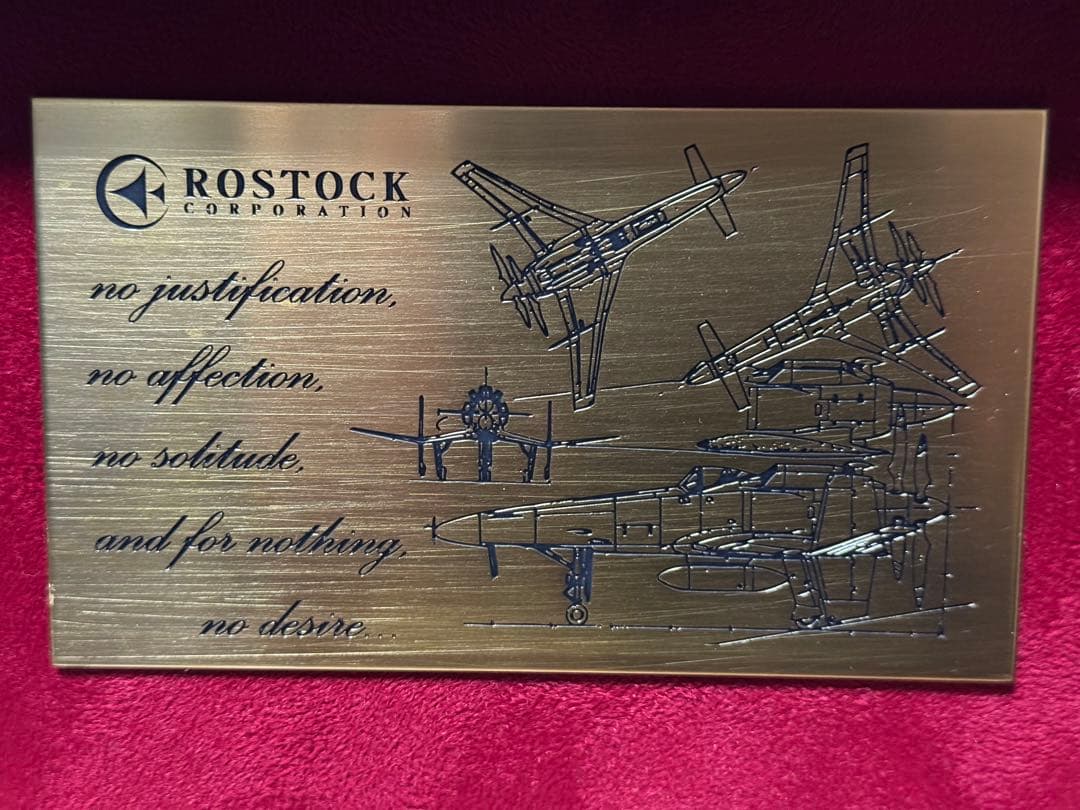 ROSTOCK
CORPORATION
no justification,
no affection,
no solitude,
and for nothing,
no desire...